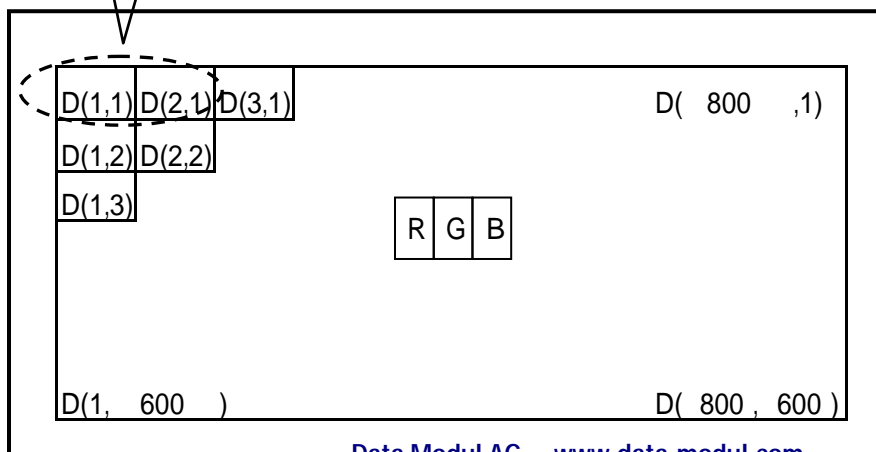 D(1,1) D(2,1) D(3,1) D( 800 ,1)
D(1,2) D(2,2)
D(1,3)
R G B
D(1, 600 ) D( 800 , 600 )
Data Modul AG www.data-modul.com